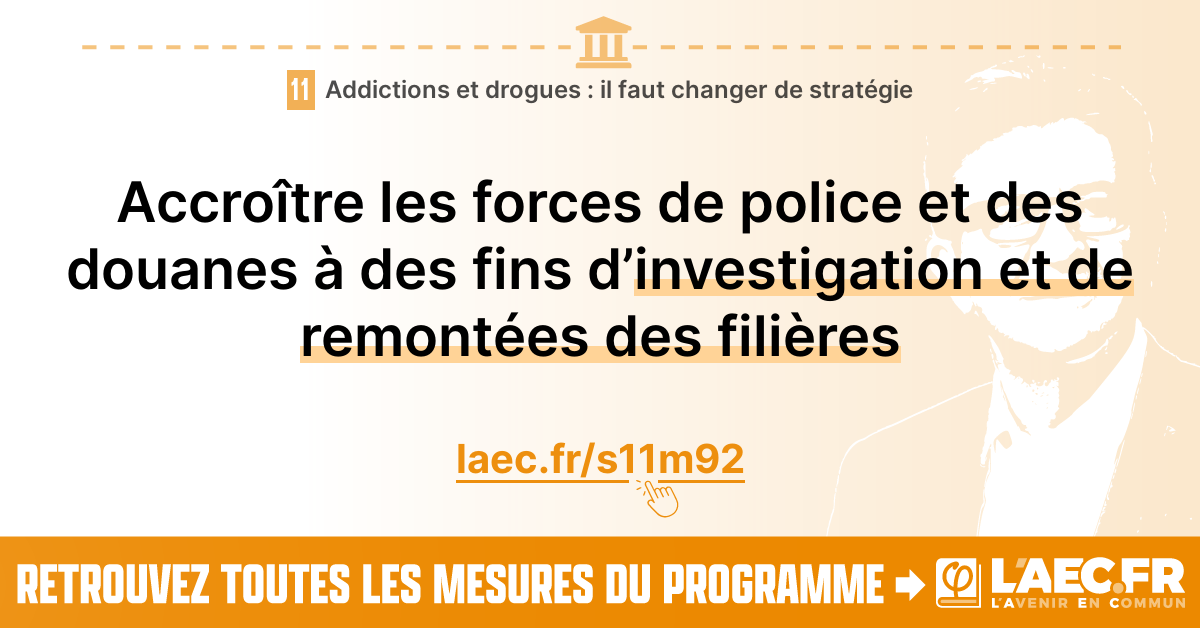 11 Addictions et drogues : il faut changer de stratégie
Accroître les forces de police et des
douanes à des fins d’investigation et de
remontées des filières
laec.fr/s11m92
RETROUVEZ TOUTES LES MESURES DU PROGRAMME
φ L'AEC.FR
L'AVENIR EN COMMUN